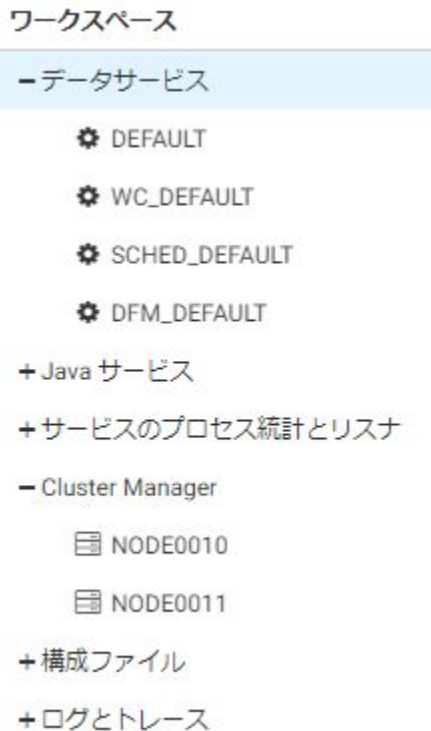 ワークスペース
データサービス
DEFAULT
WC_DEFAULT
SCHED_DEFAULT
DFM_DEFAULT
Java サービス
サービスのプロセス統計とリスナ
Cluster Manager
NODE0010
NODE0011
構成ファイル
ログとトレース